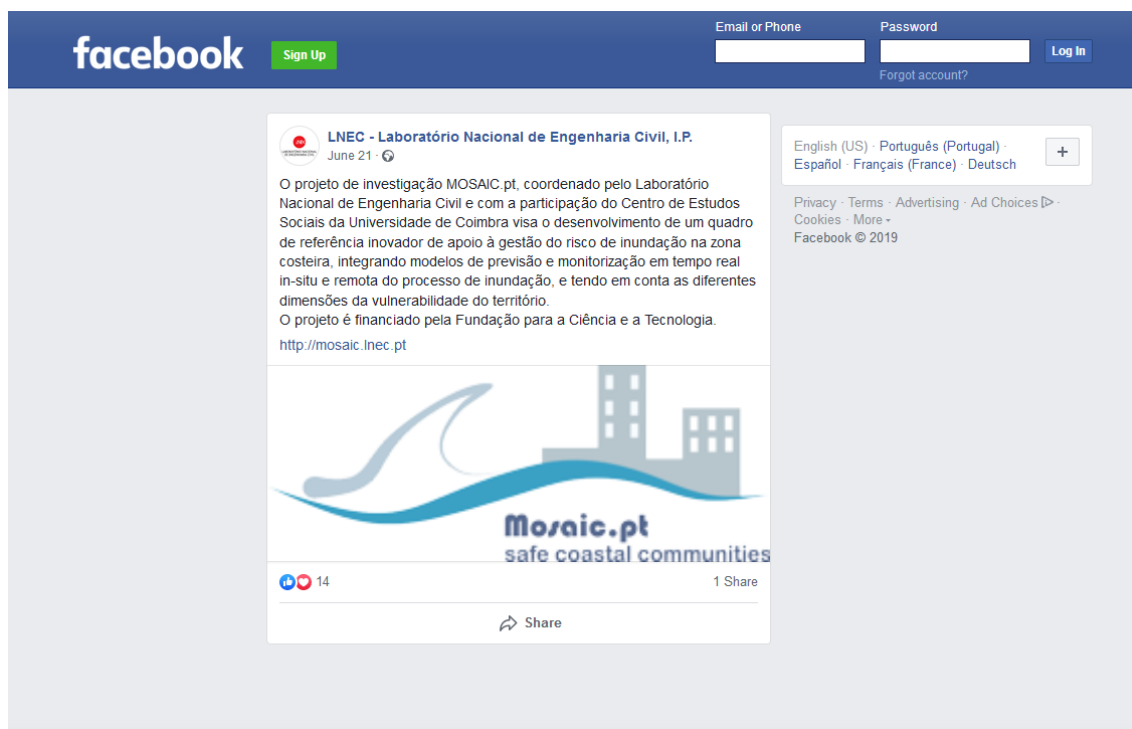 facebook
Sign Up
Email or Phone
Password
Log In
Forgot account?
LNEC - Laboratório Nacional de Engenharia Civil, I.P.
June 21 ·
O projeto de investigação MOSAIC.pt, coordenado pelo Laboratório
Nacional de Engenharia Civil e com a participação do Centro de Estudos
Sociais da Universidade de Coimbra visa o desenvolvimento de um quadro
de referência inovador de apoio à gestão do risco de inundação na zona
costeira, integrando modelos de previsão e monitorização em tempo real
in-situ e remota do processo de inundação, e tendo em conta as diferentes
dimensões da vulnerabilidade do território.
O projeto é financiado pela Fundação para a Ciência e a Tecnologia.
http://mosaic.lnec.pt
Mosaic.pt
safe coastal communities
14
1 Share
Share
English (US) · Português (Portugal) ·
Español · Français (France) · Deutsch
+
Privacy · Terms · Advertising · Ad Choices ·
Cookies · More
Facebook © 2019